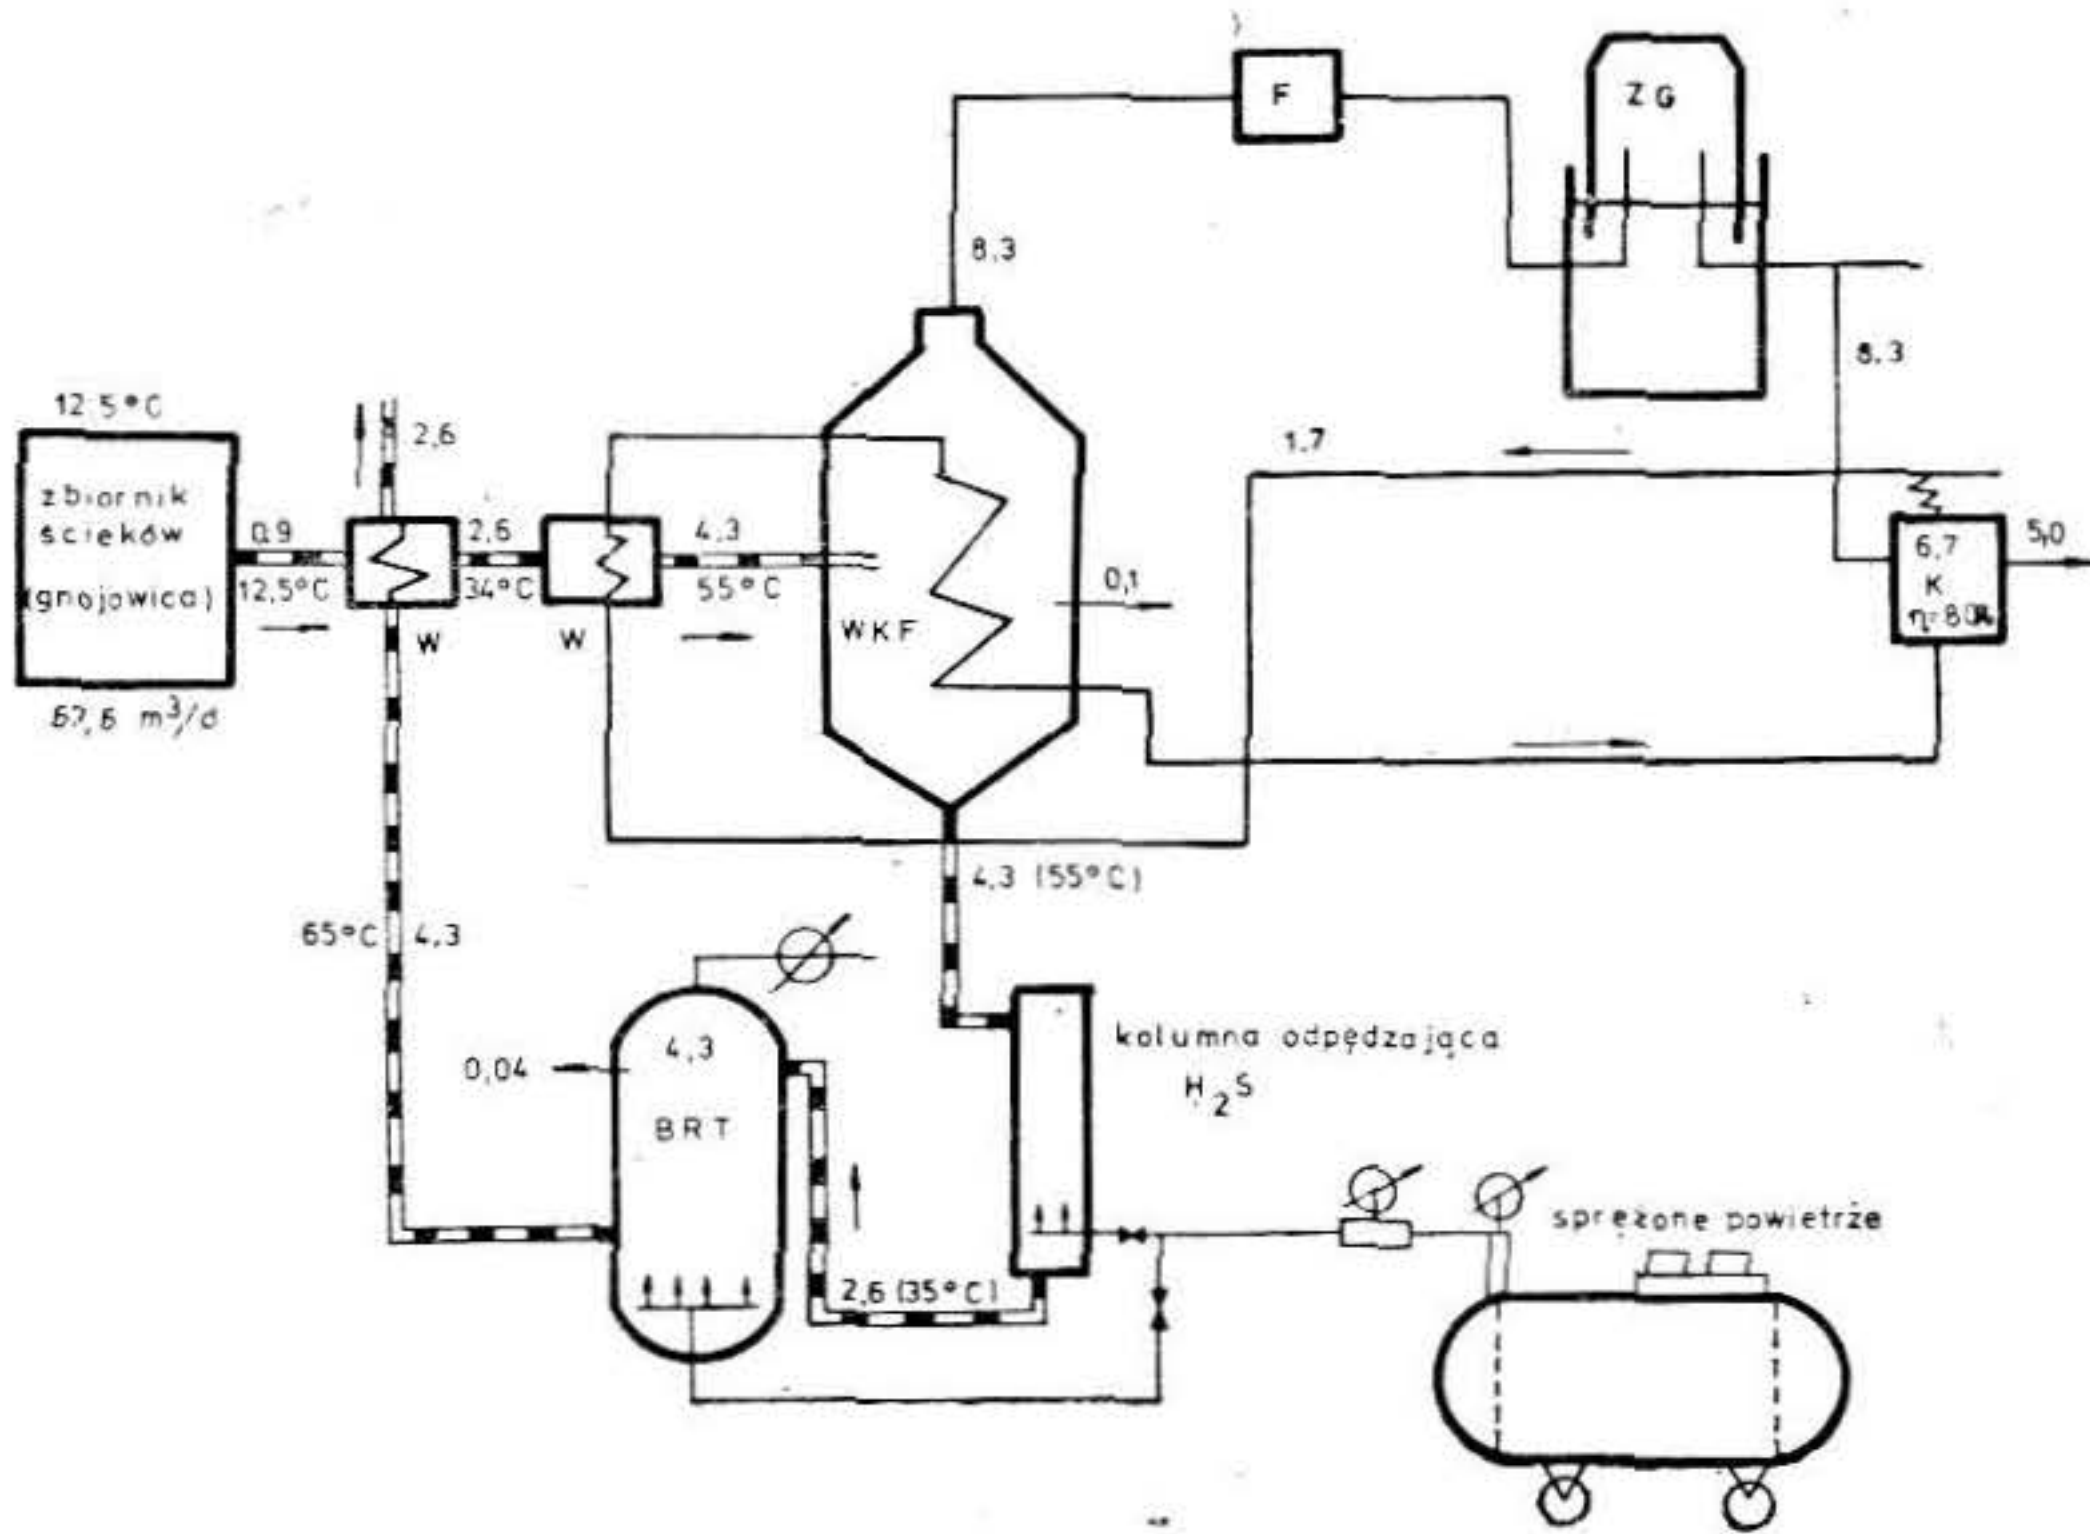 F
ZG
8,3
8,3
12,5°C
zbiornik
ścieków
(gnojowica)
0,9
12,5°C
2,6
2,6
34°C
4,3
55°C
W
W
WKF
0,1
1,7
6,7
K
η=80%
5,0
m³/d
4,3 (55°C)
65°C
4,3
0,04
4,3
BRT
kolumna odpędzająca
H₂S
2,6 (35°C)
sprężone powietrze